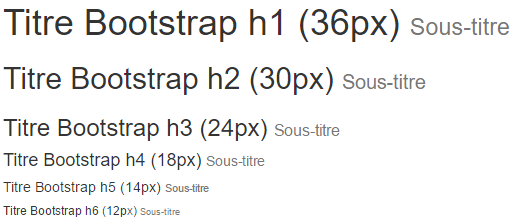 Titre Bootstrap h1 (36px) Sous-titre
Titre Bootstrap h2 (30px) Sous-titre
Titre Bootstrap h3 (24px) Sous-titre
Titre Bootstrap h4 (18px) Sous-titre
Titre Bootstrap h5 (14px) Sous-titre
Titre Bootstrap h6 (12px) Sous-titre